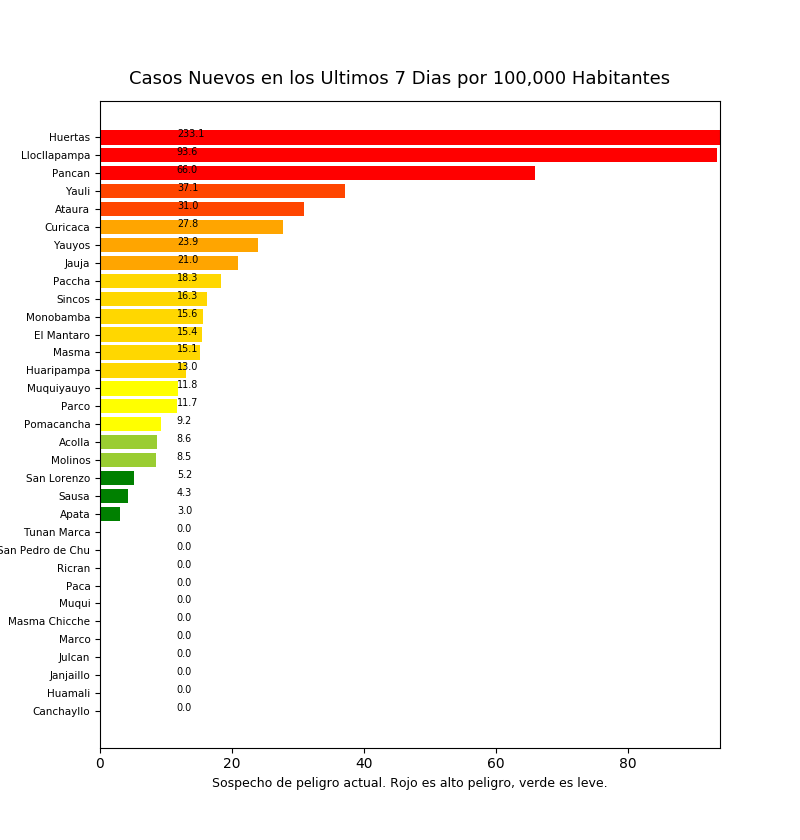 Casos Nuevos en los Ultimos 7 Dias por 100,000 Habitantes
Huertas 233.1
Llocllapampa 93.6
Pancan 66.0
Yauli 37.1
Ataura 31.0
Curicaca 27.8
Yauyos 23.9
Jauja 21.0
Paccha 18.3
Sincos 16.3
Monobamba 15.6
El Mantaro 15.4
Masma 15.1
Huaripampa 13.0
Muquiyauyo 11.8
Parco 11.7
Pomacancha 9.2
Acolla 8.6
Molinos 8.5
San Lorenzo 5.2
Sausa 4.3
Apata 3.0
Tunan Marca 0.0
San Pedro de Chu 0.0
Ricran 0.0
Paca 0.0
Muqui 0.0
Masma Chicche 0.0
Marco 0.0
Julcan 0.0
Janjaillo 0.0
Huamali 0.0
Canchayllo 0.0
0 20 40 60 80
Sospecho de peligro actual. Rojo es alto peligro, verde es leve.